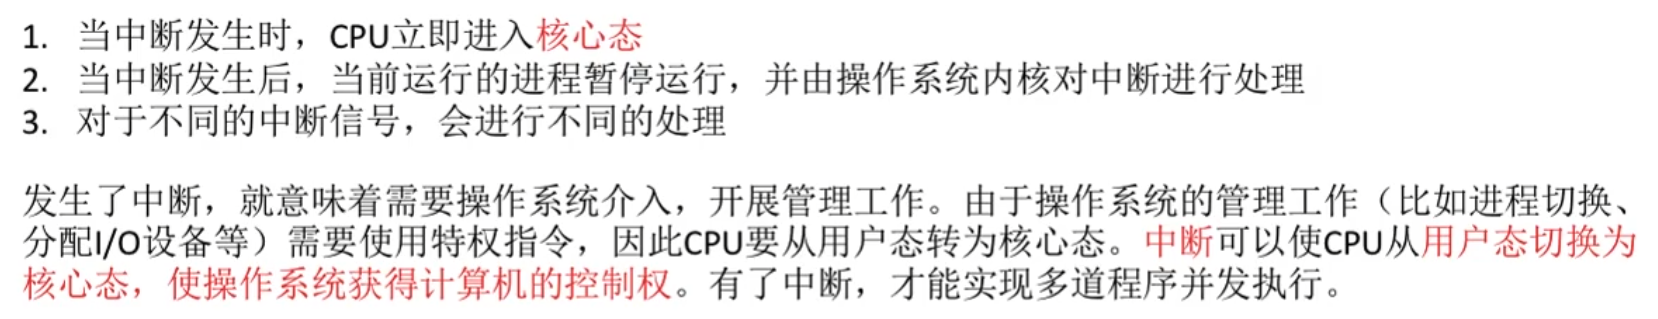 1. 当中断发生时，CPU立即进入核心态
2. 当中断发生后，当前运行的进程暂停运行，并由操作系统内核对中断进行处理
3. 对于不同的中断信号，会进行不同的处理
发生了中断，就意味着需要操作系统介入，开展管理工作。由于操作系统的管理工作（比如进程切换、
分配I/O设备等）需要使用特权指令，因此CPU要从用户态转为核心态。中断可以使CPU从用户态切换为
核心态，使操作系统获得计算机的控制权。有了中断，才能实现多道程序并发执行。